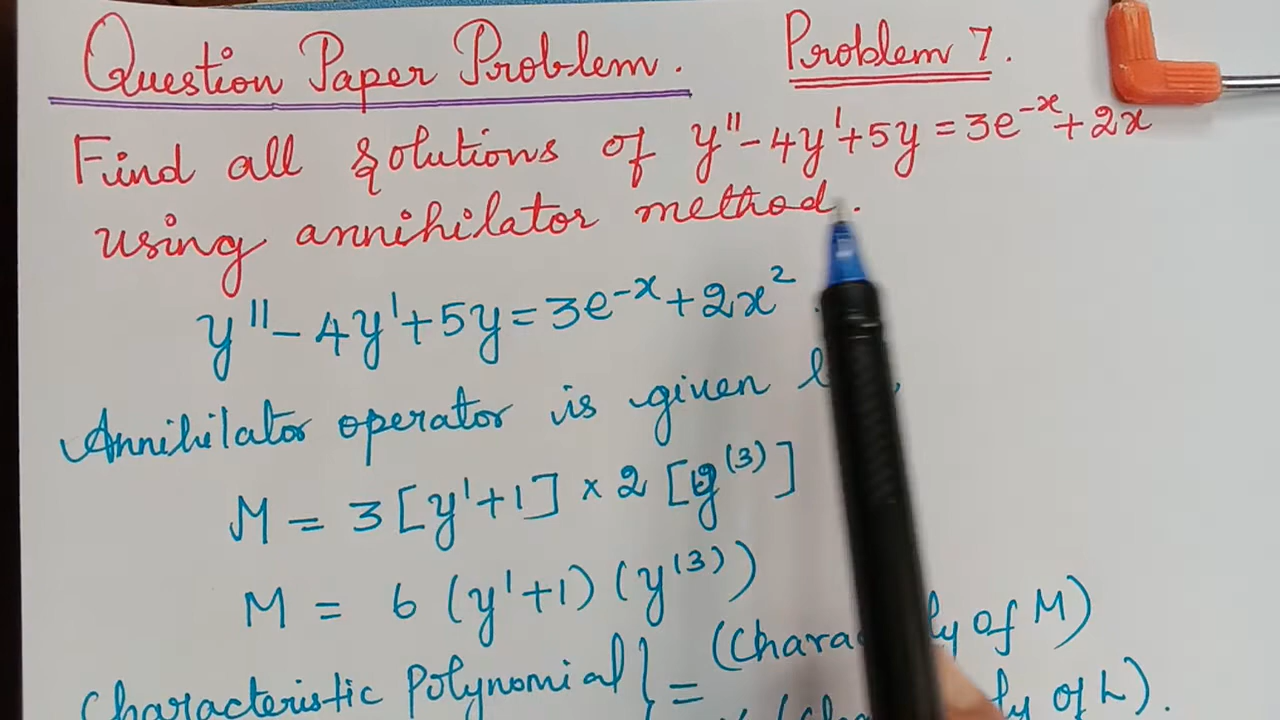 Question Paper Problem. Problem 7.
Find all solutions of y'' - 4y' + 5y = 3e^{-x} + 2x
using annihilator method.
y'' - 4y' + 5y = 3e^{-x} + 2x^2
Annihilator operator is given
M = 3 [y' + 1] × 2 [y^{(3)}]
M = 6 (y' + 1) (y^{(3)})
Characteristic Polynomial } = (Charac of M)
of L).